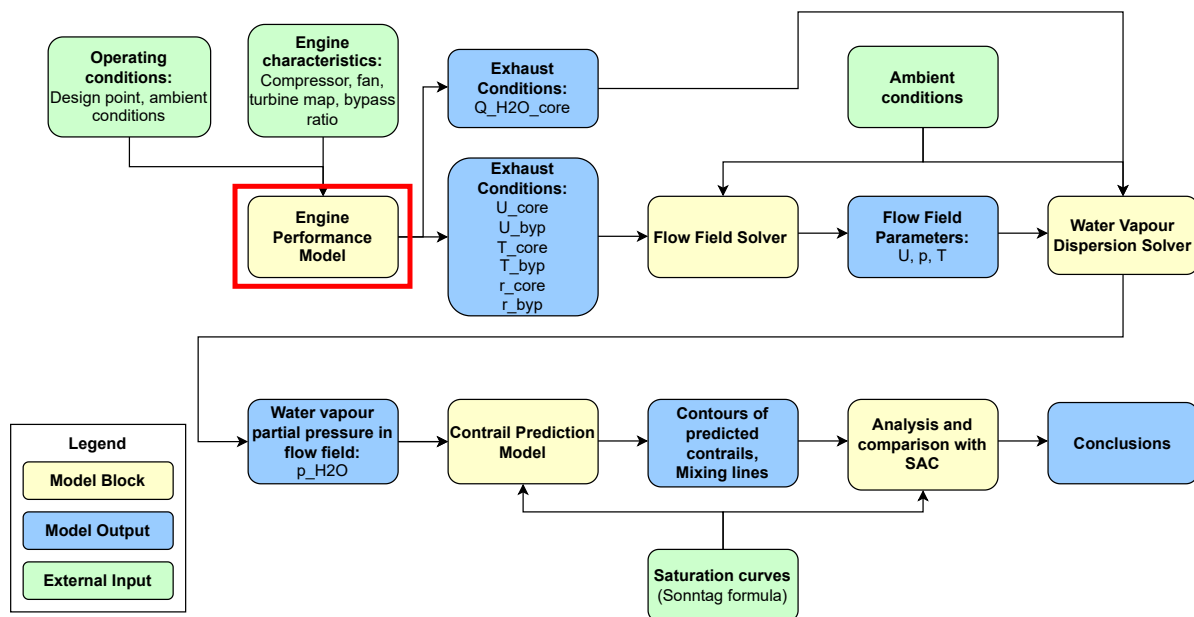 Operating
conditions:
Design point, ambient
conditions
Engine
characteristics:
Compressor, fan,
turbine map, bypass
ratio
Exhaust
Conditions:
Q_H2O_core
Ambient
conditions
Engine
Performance
Model
Exhaust
Conditions:
U_core
U_byp
T_core
T_byp
r_core
r_byp
Flow Field Solver
Flow Field
Parameters:
U, p, T
Water Vapour
Dispersion Solver
Water vapour
partial pressure in
flow field:
p_H2O
Contrail Prediction
Model
Contours of
predicted
contrails,
Mixing lines
Analysis and
comparison with
SAC
Conclusions
Legend
Model Block
Model Output
External Input
Saturation curves
(Sonntag formula)